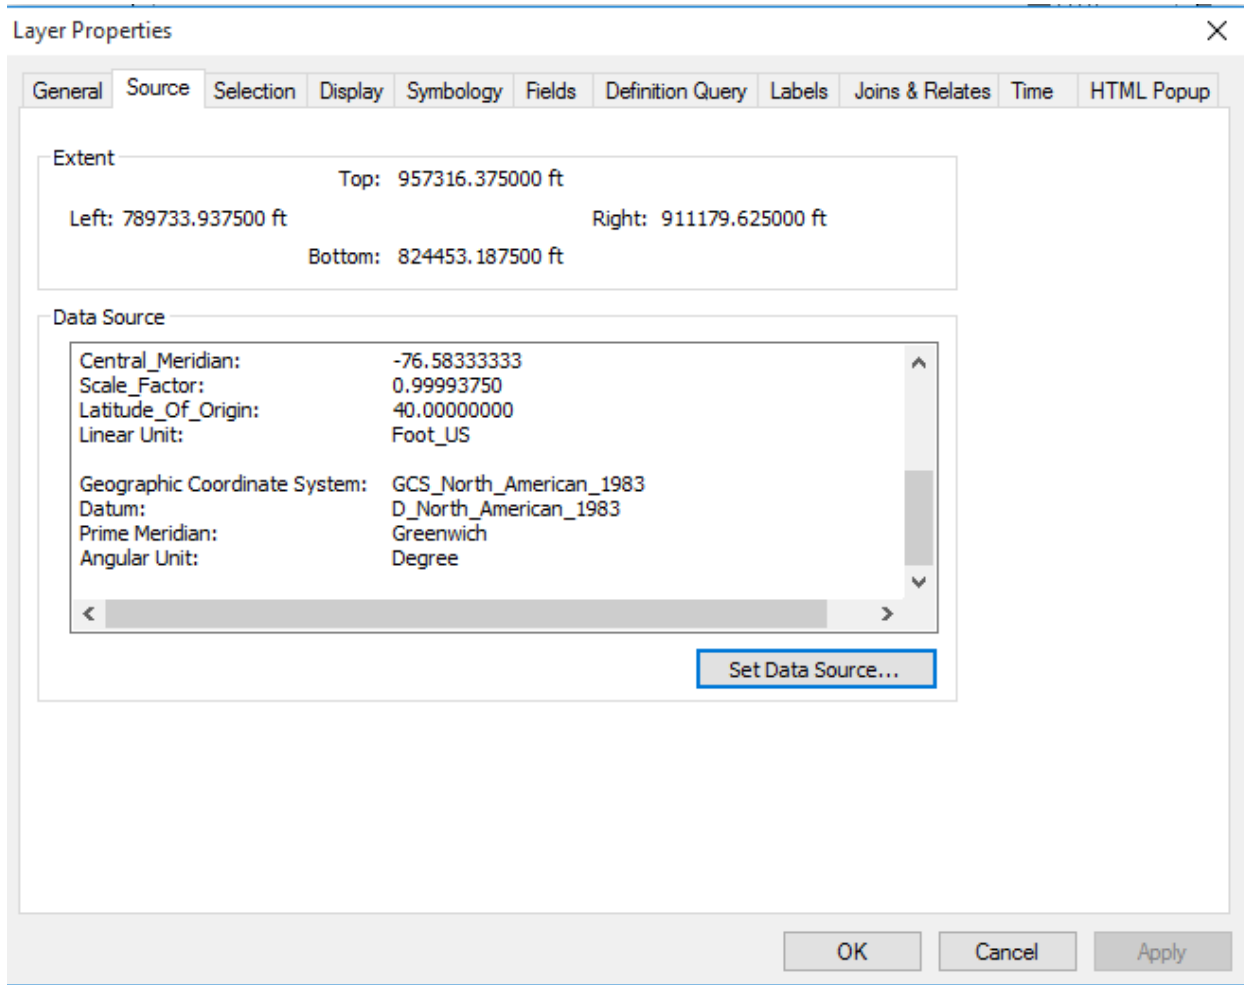 Layer Properties
General Source Selection Display Symbology Fields Definition Query Labels Joins & Relates Time HTML Popup
Extent
Top: 957316.375000 ft
Left: 789733.937500 ft Right: 911179.625000 ft
Bottom: 824453.187500 ft
Data Source
Central_Meridian: -76.58333333
Scale_Factor: 0.99993750
Latitude_Of_Origin: 40.00000000
Linear Unit: Foot_US
Geographic Coordinate System: GCS_North_American_1983
Datum: D_North_American_1983
Prime Meridian: Greenwich
Angular Unit: Degree
Set Data Source...
OK Cancel Apply